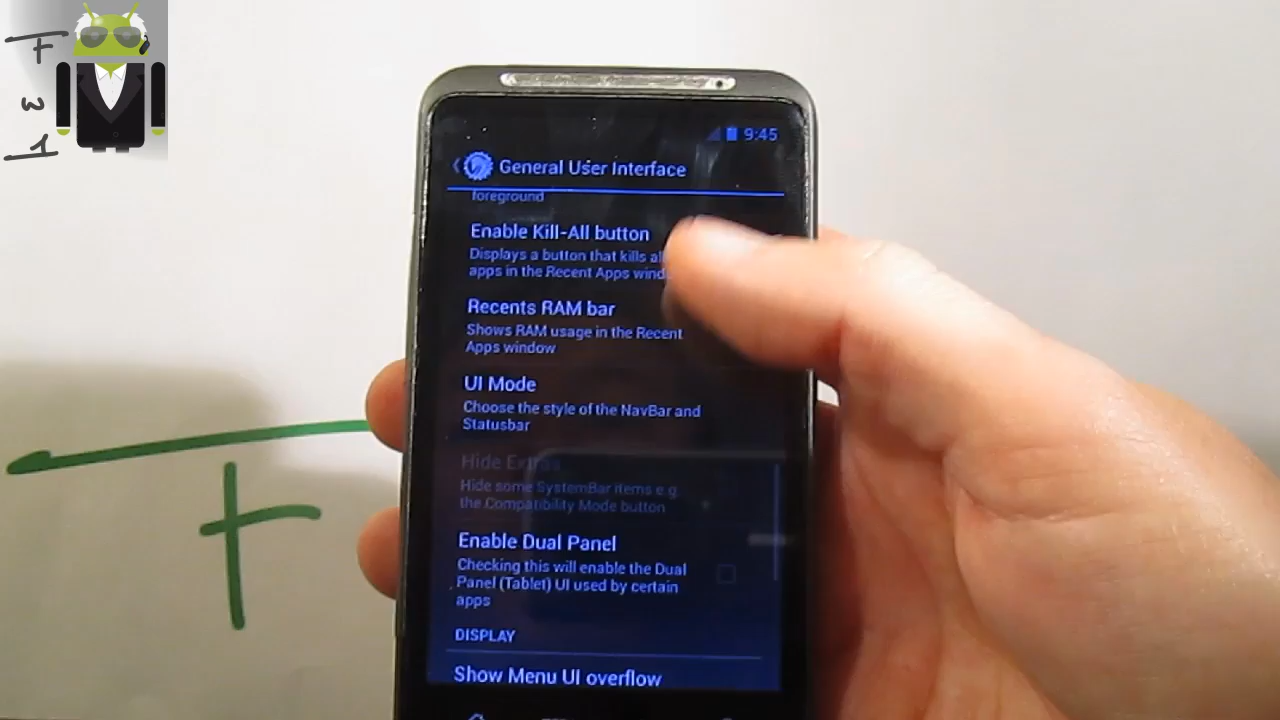 F
w
1
9:45
General User Interface
foreground
Enable Kill-All button
Displays a button that kills
apps in the Recent Apps
Recents RAM bar
Shows RAM usage in the Recent
Apps window
UI Mode
Choose the style of the NavBar and
Statusbar
Hide Extras
Hide some SystemBar items e.g
the Compatibility Mode button
Enable Dual Panel
Checking this will enable the Dual
Panel (Tablet) UI used by certain
apps
DISPLAY
Show Menu UI overflow
F